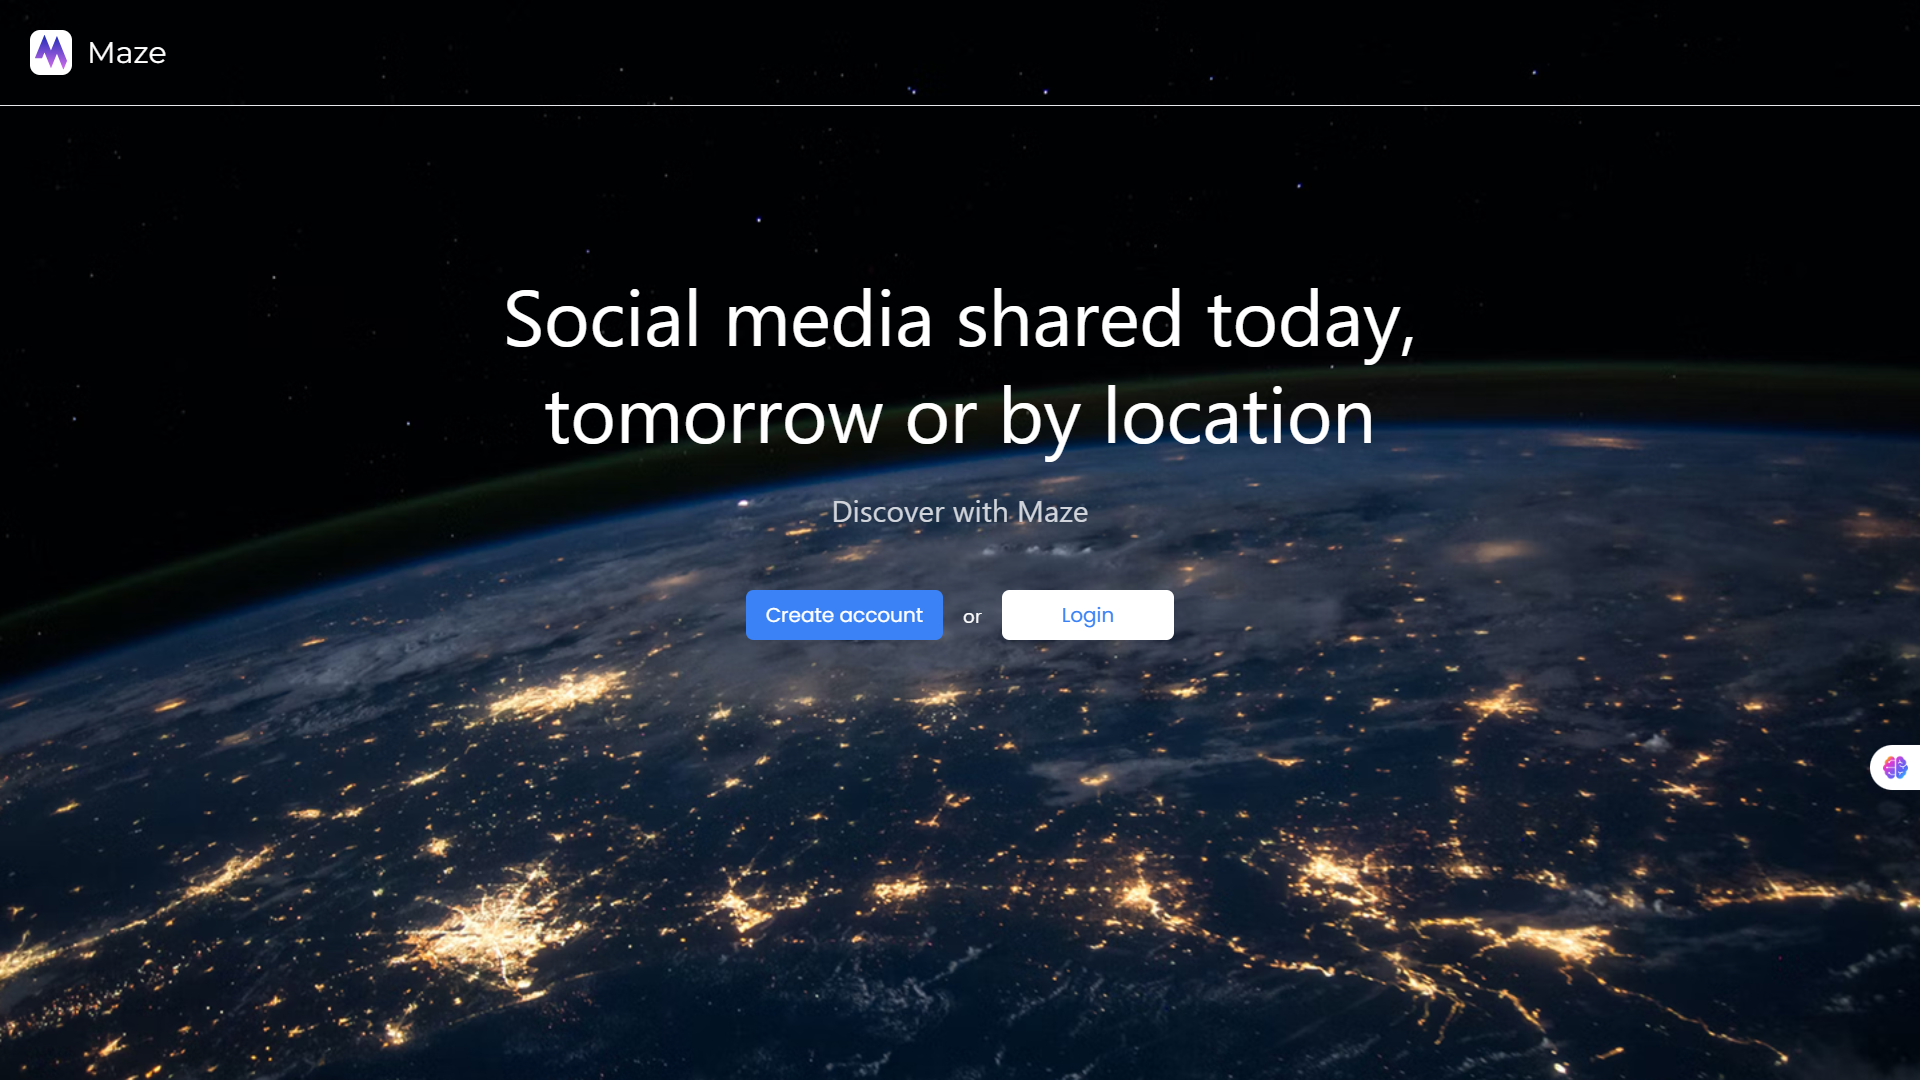 Maze
Social media shared today,
tomorrow or by location
Discover with Maze
Create account
or
Login